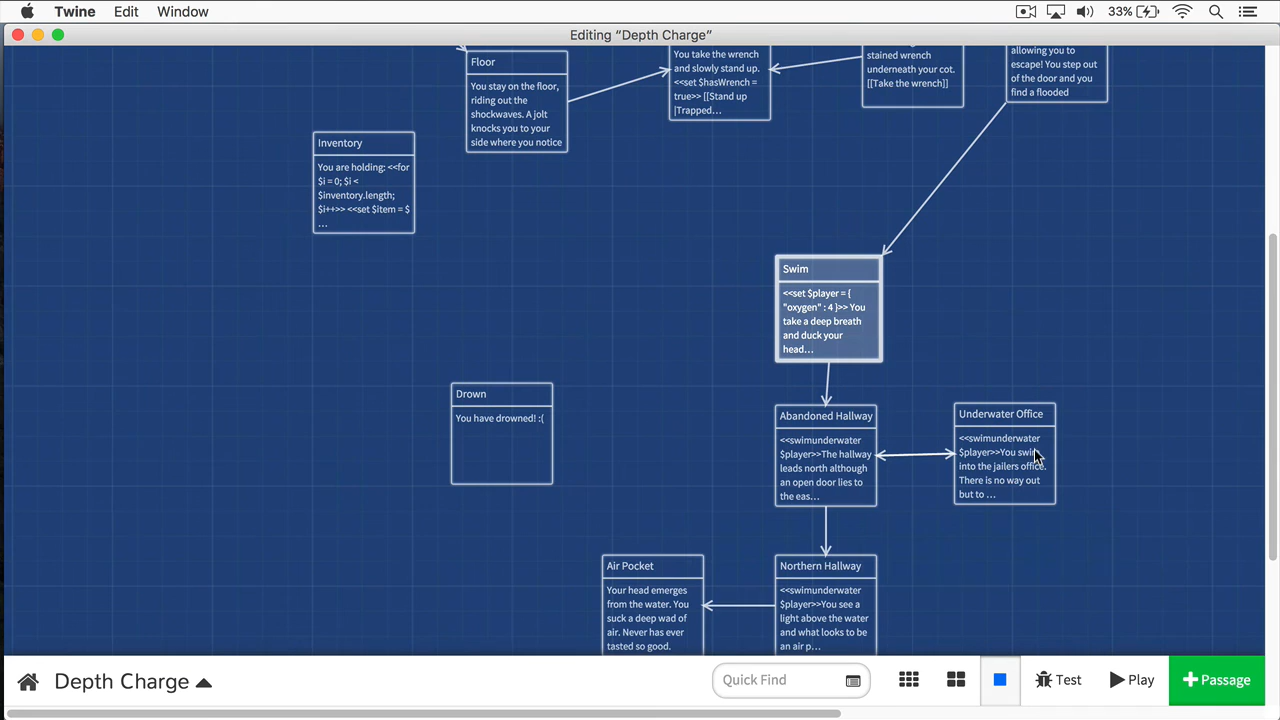 Twine Edit Window 33%
Editing “Depth Charge”
Floor
You stay on the floor,
riding out the
shockwaves. A jolt
knocks you to your
side where you notice
You take the wrench
and slowly stand up.
<<set $hasWrench =
true>> [[Stand up
|Trapped…
stained wrench
underneath your cot.
[[Take the wrench]]
allowing you to
escape! You step out
of the door and you
find a flooded
Inventory
You are holding: <<for
$i = 0; $i <
$inventory.length;
$i++>> <<set $item = $
…
Swim
<<set $player = {
"oxygen" : 4 }>> You
take a deep breath
and duck your
head…
Drown
You have drowned! :(
Abandoned Hallway
<<swimunderwater
$player>>The hallway
leads north although
an open door lies to
the eas…
Underwater Office
<<swimunderwater
$player>>You swim
into the jailers office.
There is no way out
but to …
Air Pocket
Your head emerges
from the water. You
suck a deep wad of
air. Never has ever
tasted so good.
Northern Hallway
<<swimunderwater
$player>>You see a
light above the water
and what looks to be
an air p…
Depth Charge
Quick Find
Test
Play
+Passage